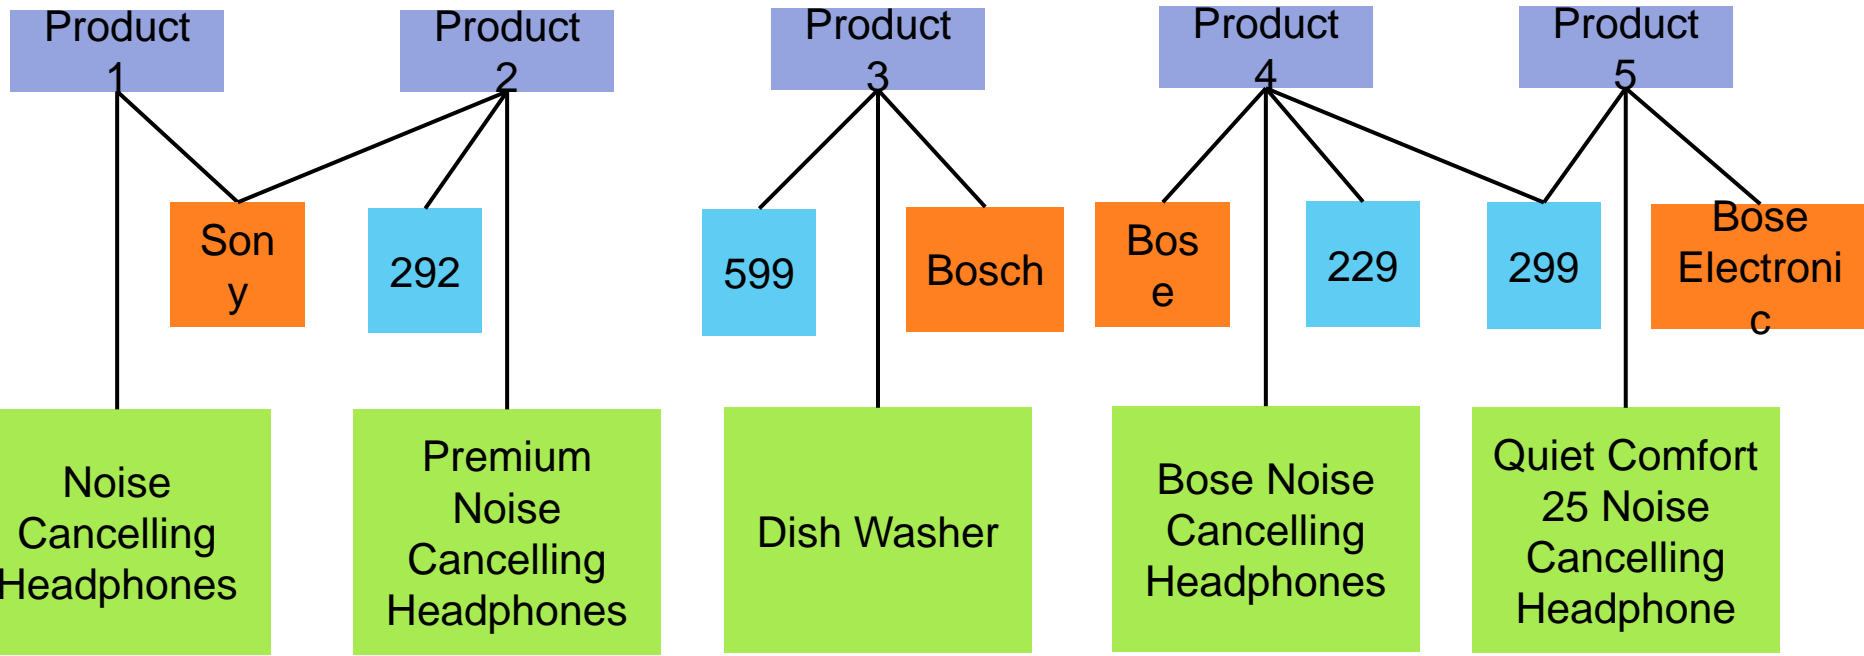 Product
1
Product
2
Product
3
Product
4
Product
5
Son
y
292
599
Bosch
Bos
e
229
299
Bose
Electroni
c
Noise
Cancelling
Headphones
Premium
Noise
Cancelling
Headphones
Dish Washer
Bose Noise
Cancelling
Headphones
Quiet Comfort
25 Noise
Cancelling
Headphone